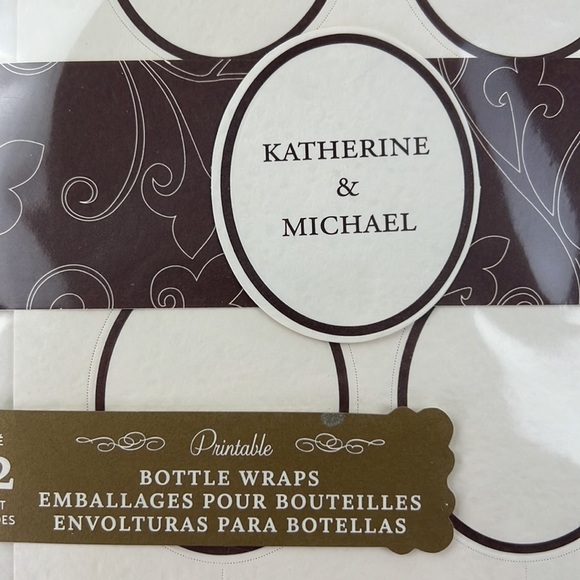 KATHERINE
&
MICHAEL
Printable
BOTTLE WRAPS
EMBALLAGES POUR BOUTEILLES
ENVOLTURAS PARA BOTELLAS